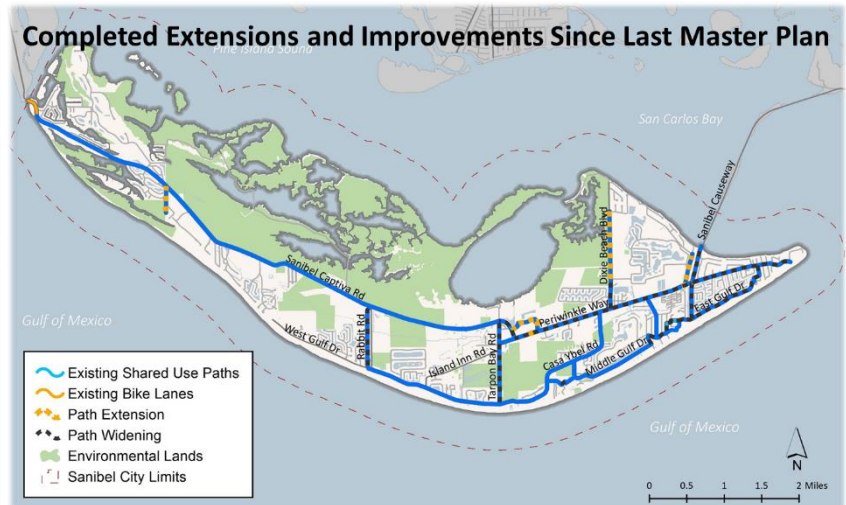 Completed Extensions and Improvements Since Last Master Plan
Pine Island Sound
San Carlos Bay
Sanibel Causeway
Dixie Beach Blvd
Sanibel Captiva Rd
Periwinkle Way
East Gulf Dr
Gulf of Mexico
West Gulf Dr
Rabbit Rd
Island Inn Rd
Tarpon Bay Rd
Casa Ybel Rd
Middle Gulf Dr
Existing Shared Use Paths
Existing Bike Lanes
Path Extension
Path Widening
Environmental Lands
Sanibel City Limits
Gulf of Mexico
N
0 0.5 1 1.5 2 Miles